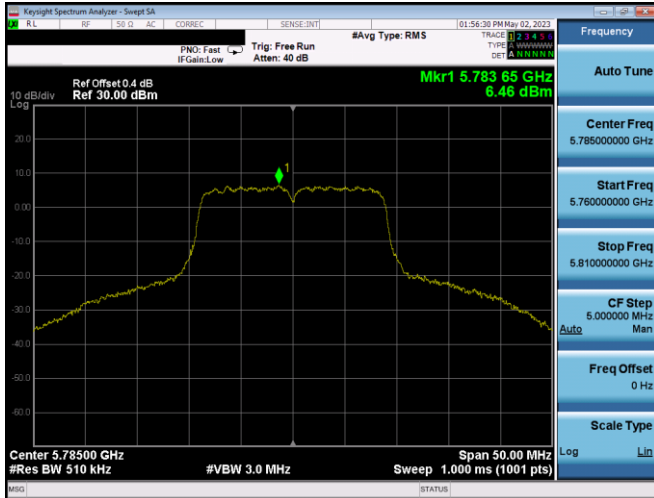 Keysight Spectrum Analyzer - Swept SA
RL RF 50 Ω AC CORREC SENSE:INT 01:56:30 PM May 02, 2023
#Avg Type: RMS
TRACE 1 2 3 4 5 6
PNO: Fast Trig: Free Run TYPE A WWWWW
IFGain:Low Atten: 40 dB DET A N N N N N
Mkr1 5.783 65 GHz
6.46 dBm
Ref Offset 0.4 dB
10 dB/div Ref 30.00 dBm
Log
20.0
10.0
1
0.00
-10.0
-20.0
-30.0
-40.0
-50.0
-60.0
Center 5.78500 GHz Span 50.00 MHz
#Res BW 510 kHz #VBW 3.0 MHz Sweep 1.000 ms (1001 pts)
MSG STATUS
Frequency
Auto Tune
Center Freq
5.785000000 GHz
Start Freq
5.760000000 GHz
Stop Freq
5.810000000 GHz
CF Step
5.000000 MHz
Auto Man
Freq Offset
0 Hz
Scale Type
Log Lin